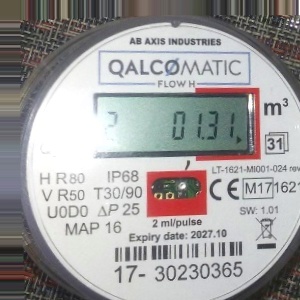 AB AXIS INDUSTRIES
QALCOMATIC
FLOW H
2 01.31 m³
31
LT-1621-MI001-024 rev
H R80 IP68 CE M17 1621
V R50 T30/90
U0D0 ΔP 25 SW: 1.01
MAP 16 2 ml/pulse
Expiry date: 2027.10
17- 30230365